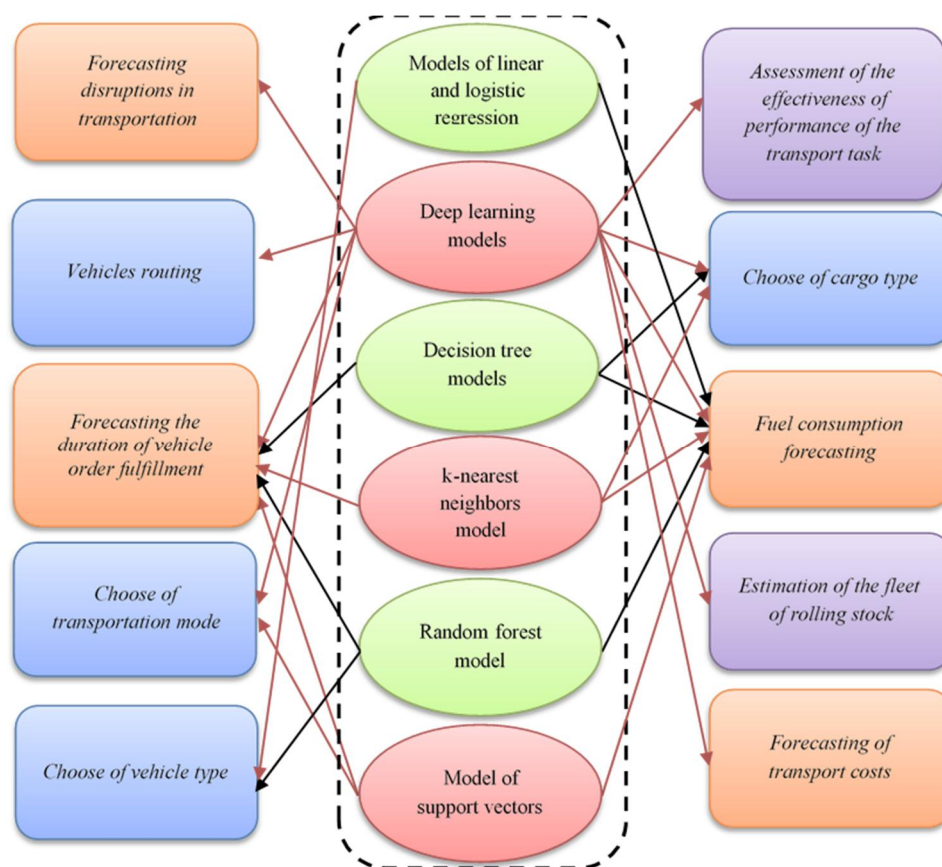 Forecasting
disruptions in
transportation
Vehicles routing
Forecasting the
duration of vehicle
order fulfillment
Choose of
transportation mode
Choose of vehicle type
Models of linear
and logistic
regression
Deep learning
models
Decision tree
models
k-nearest
neighbors
model
Random forest
model
Model of
support vectors
Assessment of the
effectiveness of
performance of the
transport task
Choose of cargo type
Fuel consumption
forecasting
Estimation of the fleet
of rolling stock
Forecasting of
transport costs